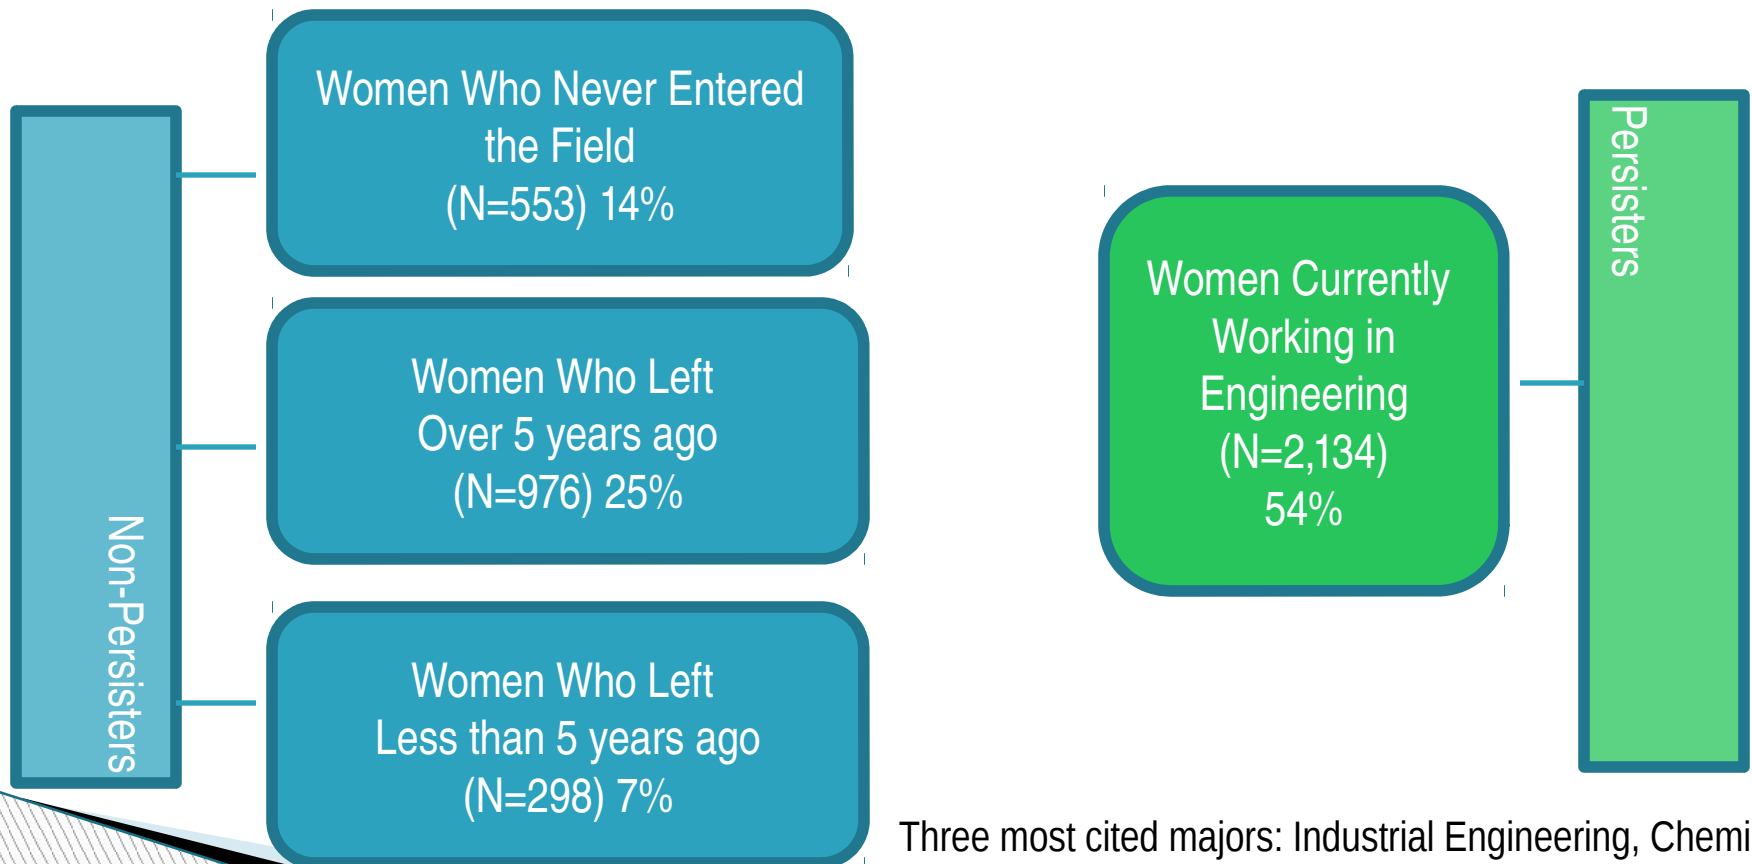 Non-Persisters
Women Who Never Entered
the Field
(N=553) 14%
Women Who Left
Over 5 years ago
(N=976) 25%
Women Who Left
Less than 5 years ago
(N=298) 7%
Women Currently
Working in
Engineering
(N=2,134)
54%
Persisters
Three most cited majors: Industrial Engineering, Chemi